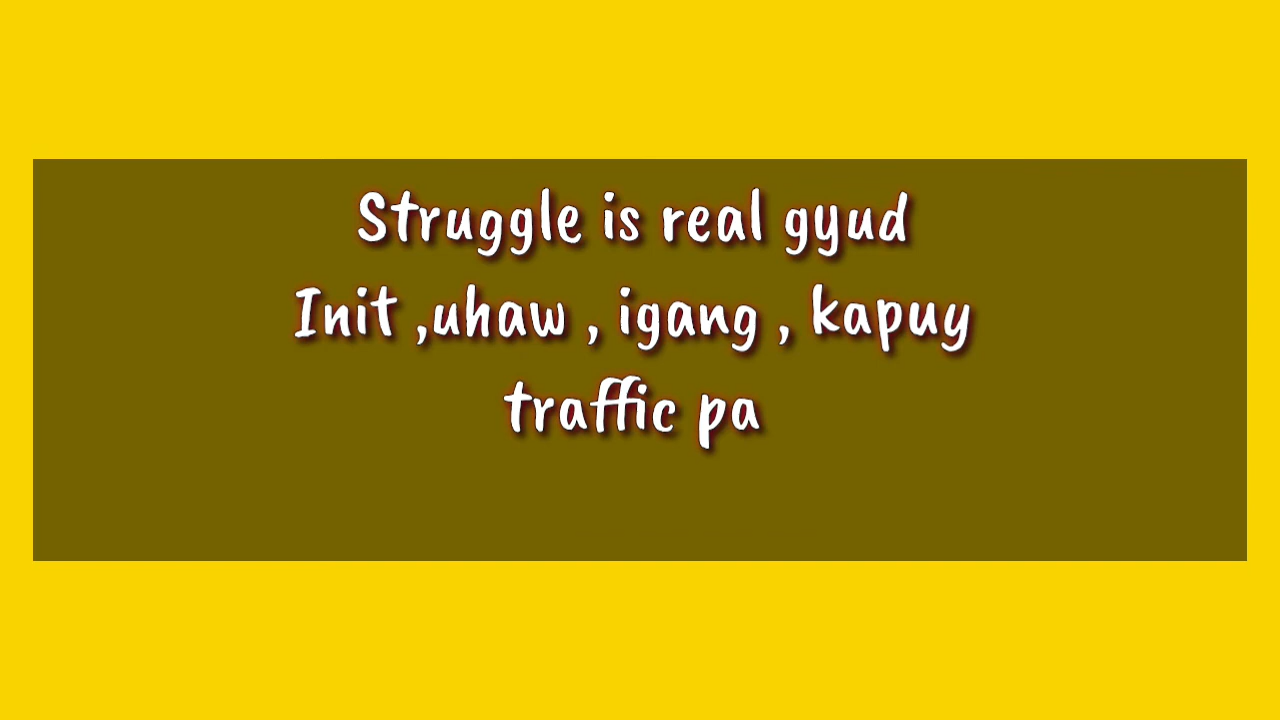 Struggle is real gyud
Init ,uhaw , igang , kapuy
traffic pa